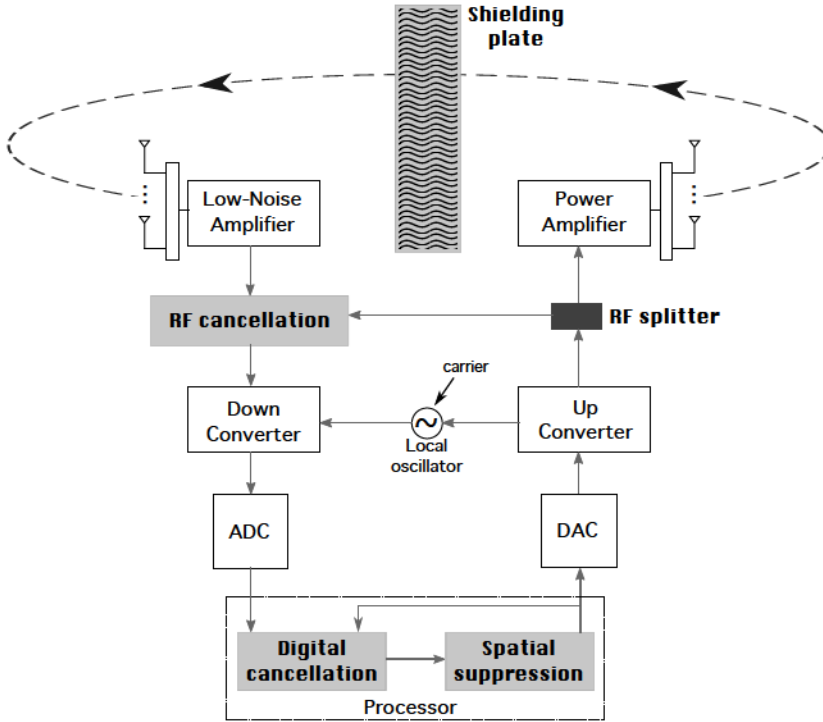 Shielding
plate
Low-Noise
Amplifier
Power
Amplifier
RF cancellation
RF splitter
carrier
Down
Converter
Local
oscillator
Up
Converter
ADC
DAC
Digital
cancellation
Spatial
suppression
Processor